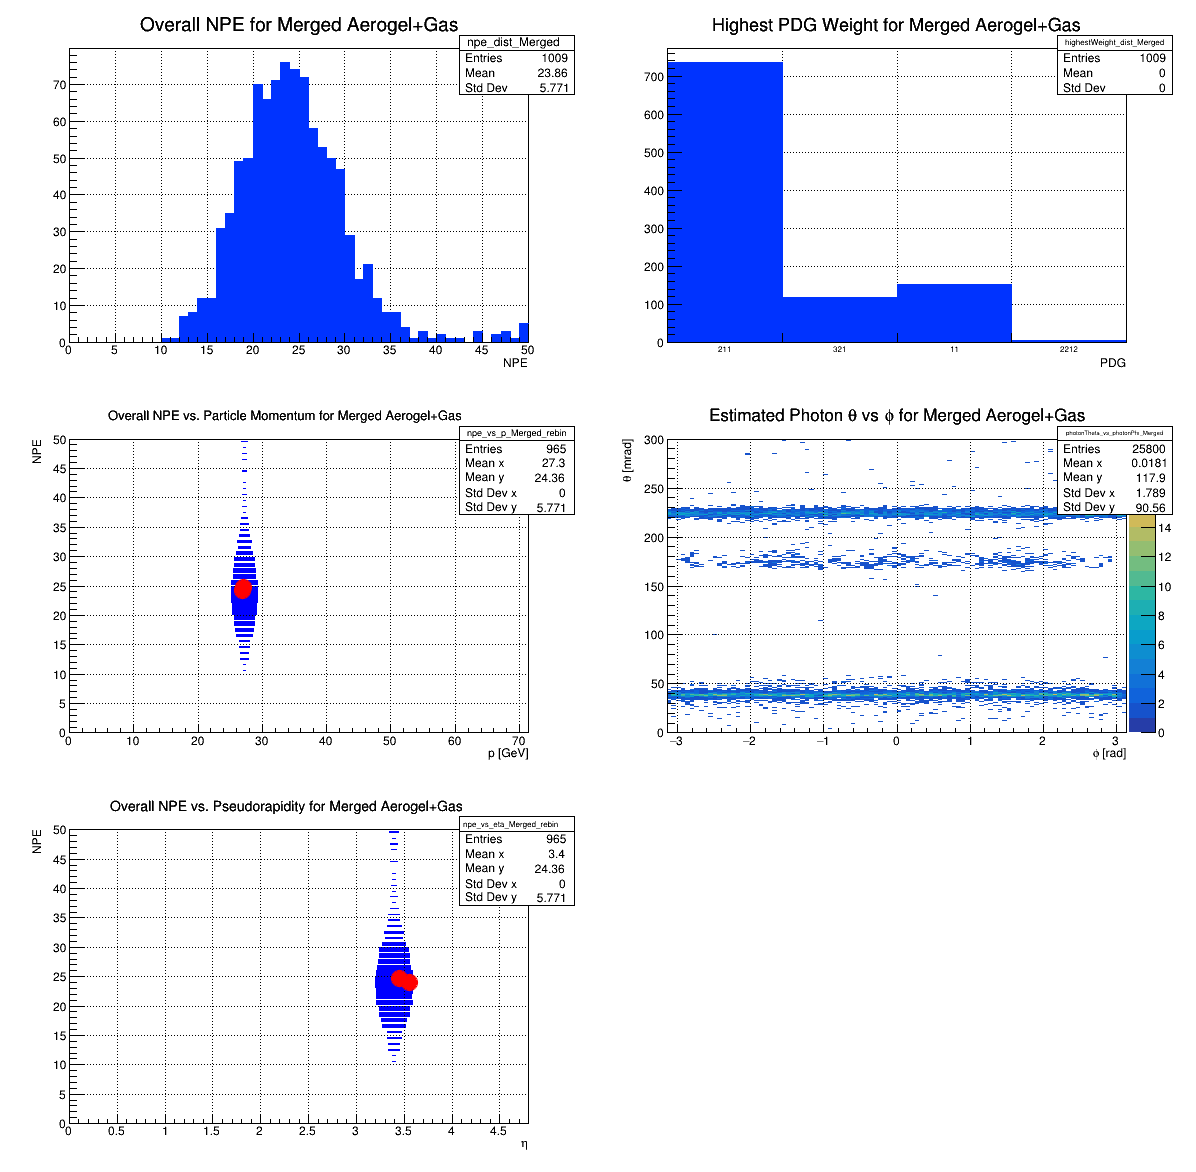 Overall NPE for Merged Aerogel+Gas
npe_dist_Merged
Entries 1009
Mean 23.86
Std Dev 5.771
70
60
50
40
30
20
10
0
0 5 10 15 20 25 30 35 40 45 50
NPE
Highest PDG Weight for Merged Aerogel+Gas
highestWeight_dist_Merged
Entries 1009
Mean 0
Std Dev 0
700
600
500
400
300
200
100
0
211 321 11 2212
PDG
Overall NPE vs. Particle Momentum for Merged Aerogel+Gas
npe_vs_p_Merged_rebin
Entries 965
Mean x 27.3
Mean y 24.36
Std Dev x 0
Std Dev y 5.771
NPE
50
45
40
35
30
25
20
15
10
5
0
0 10 20 30 40 50 60 70
p [GeV]
Estimated Photon θ vs ϕ for Merged Aerogel+Gas
photonTheta_vs_photonPhi_Merged
Entries 25800
Mean x 0.0181
Mean y 117.9
Std Dev x 1.789
Std Dev y 90.56
θ [mrad]
300
250
200
150
100
50
0
−3 −2 −1 0 1 2 3
ϕ [rad]
14
12
10
8
6
4
2
0
Overall NPE vs. Pseudorapidity for Merged Aerogel+Gas
npe_vs_eta_Merged_rebin
Entries 965
Mean x 3.4
Mean y 24.36
Std Dev x 0
Std Dev y 5.771
NPE
50
45
40
35
30
25
20
15
10
5
0
0 0.5 1 1.5 2 2.5 3 3.5 4 4.5
η